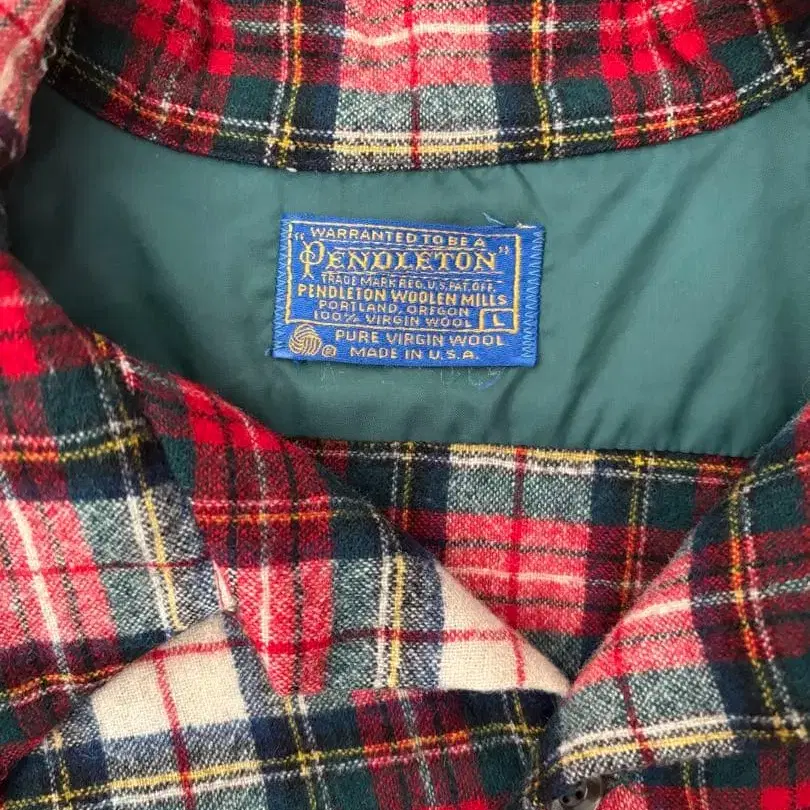 WARRANTED TO BE A
"PENDLETON"
TRADE MARK REG. U.S. PAT. OFF.
PENDLETON WOOLEN MILLS
PORTLAND, OREGON
100% VIRGIN WOOL L
PURE VIRGIN WOOL
® MADE IN U.S.A.